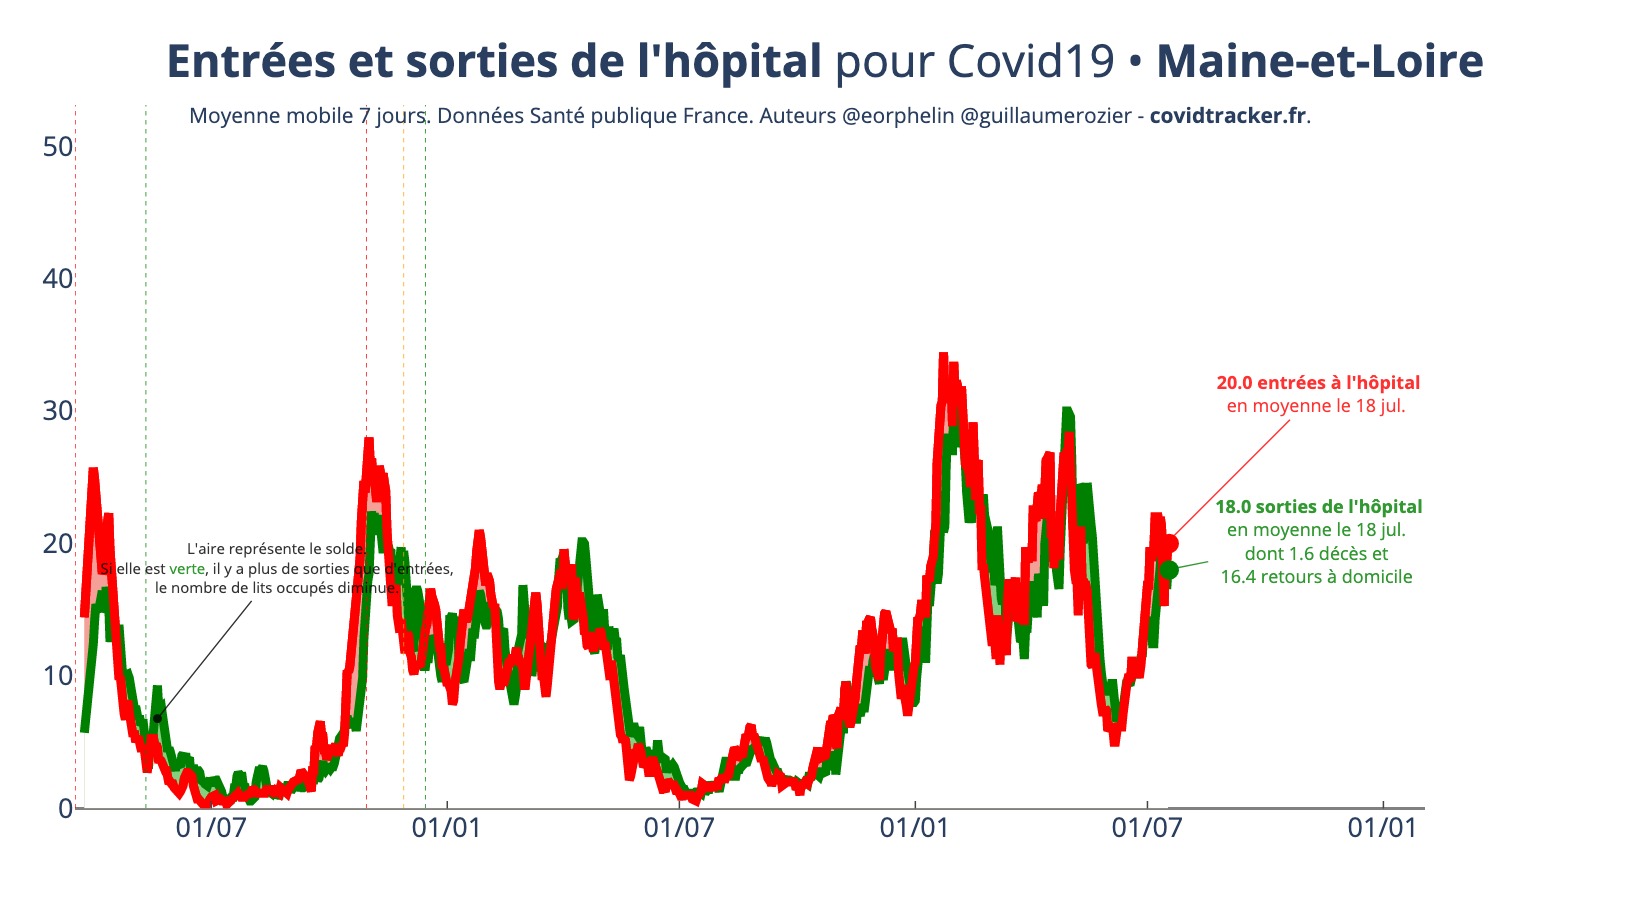 Entrées et sorties de l'hôpital pour Covid19 • Maine-et-Loire
Moyenne mobile 7 jours. Données Santé publique France. Auteurs @eorphelin @guillaumerozier - covidtracker.fr.
50
40
30
20
10
0
20.0 entrées à l'hôpital
en moyenne le 18 jul.
18.0 sorties de l'hôpital
en moyenne le 18 jul.
dont 1.6 décès et
16.4 retours à domicile
L'aire représente le solde.
Si elle est verte, il y a plus de sorties que d'entrées,
le nombre de lits occupés diminue.
01/07
01/01
01/07
01/01
01/07
01/01